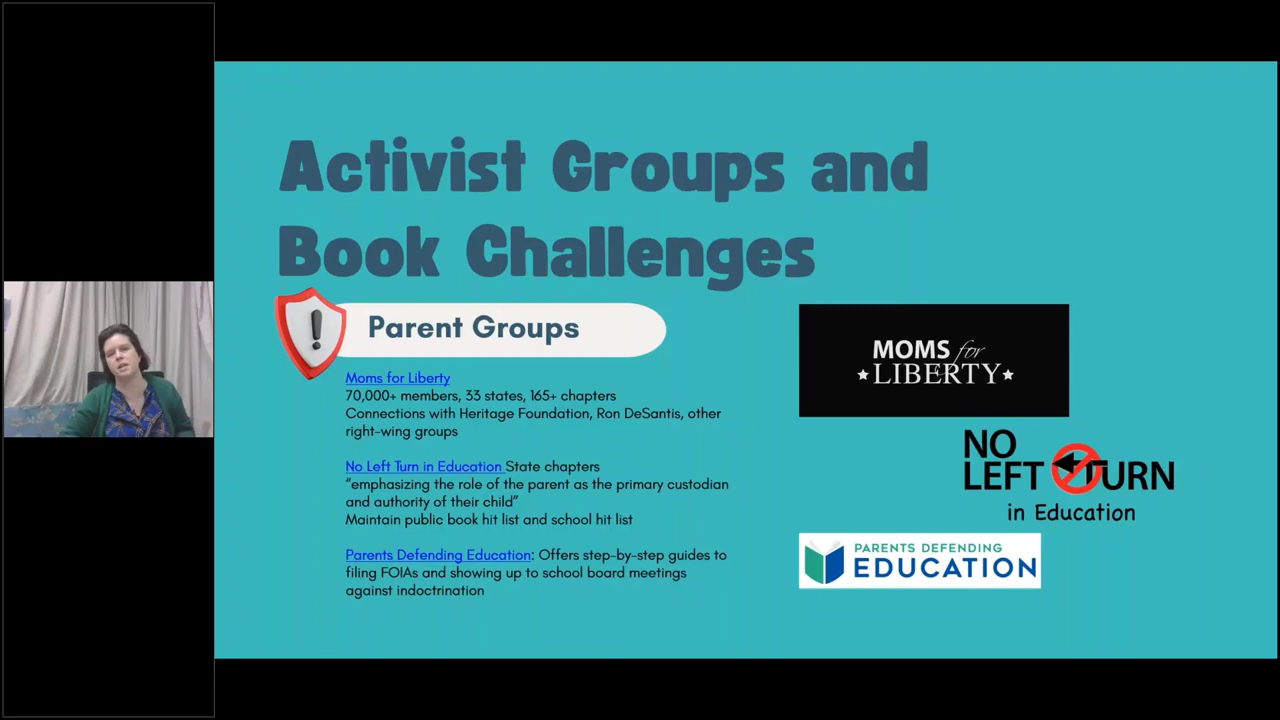 Activist Groups and
Book Challenges
Parent Groups
Moms for Liberty
70,000+ members, 33 states, 165+ chapters
Connections with Heritage Foundation, Ron DeSantis, other
right-wing groups
No Left Turn in Education State chapters
“emphasizing the role of the parent as the primary custodian
and authority of their child”
Maintain public book hit list and school hit list
Parents Defending Education: Offers step-by-step guides to
filing FOIAs and showing up to school board meetings
against indoctrination
MOMS for
LIBERTY
NO
LEFT TURN
in Education
PARENTS DEFENDING
EDUCATION